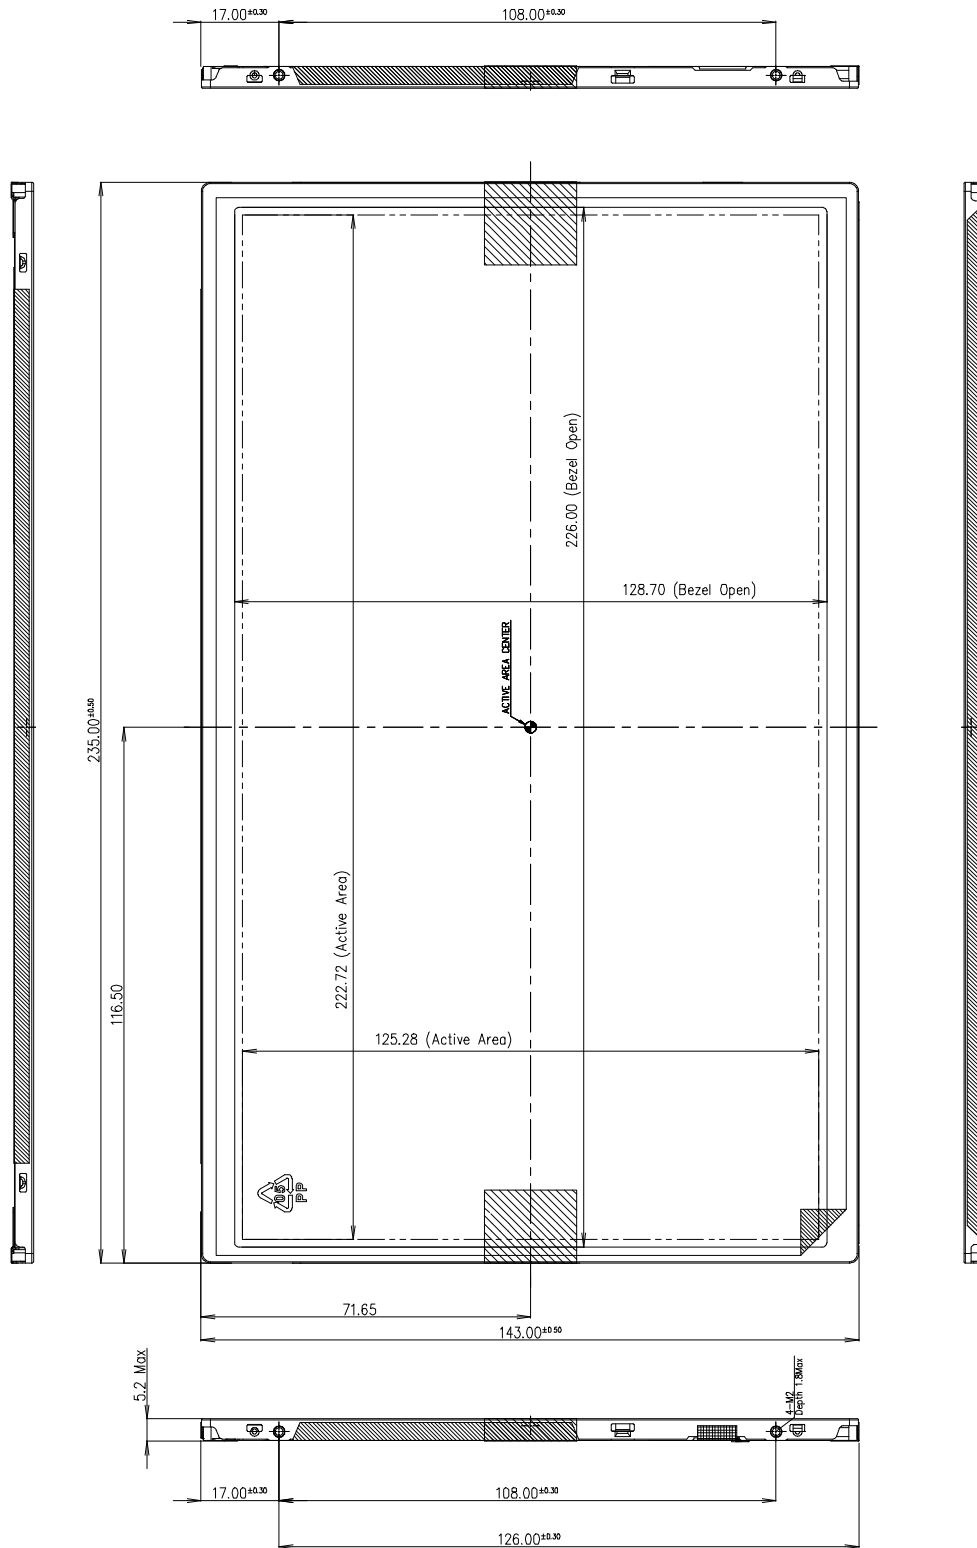 17.00±0.30
108.00±0.30
226.00 (Bezel Open)
128.70 (Bezel Open)
ACTIVE AREA CENTER
235.00±0.50
222.72 (Active Area)
116.50
125.28 (Active Area)
05
PP
71.65
143.00±0.50
5.2 Max
4-M2
Depth 1.8Max
17.00±0.30
108.00±0.30
126.00±0.30